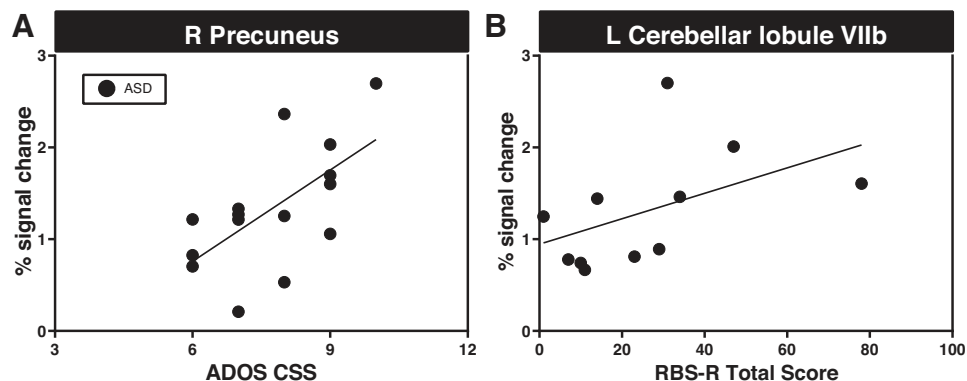 A
R Precuneus
3
2
1
0
% signal change
ASD
3
6
9
12
ADOS CSS
B
L Cerebellar lobule VIIb
3
2
1
0
% signal change
0
20
40
60
80
100
RBS-R Total Score